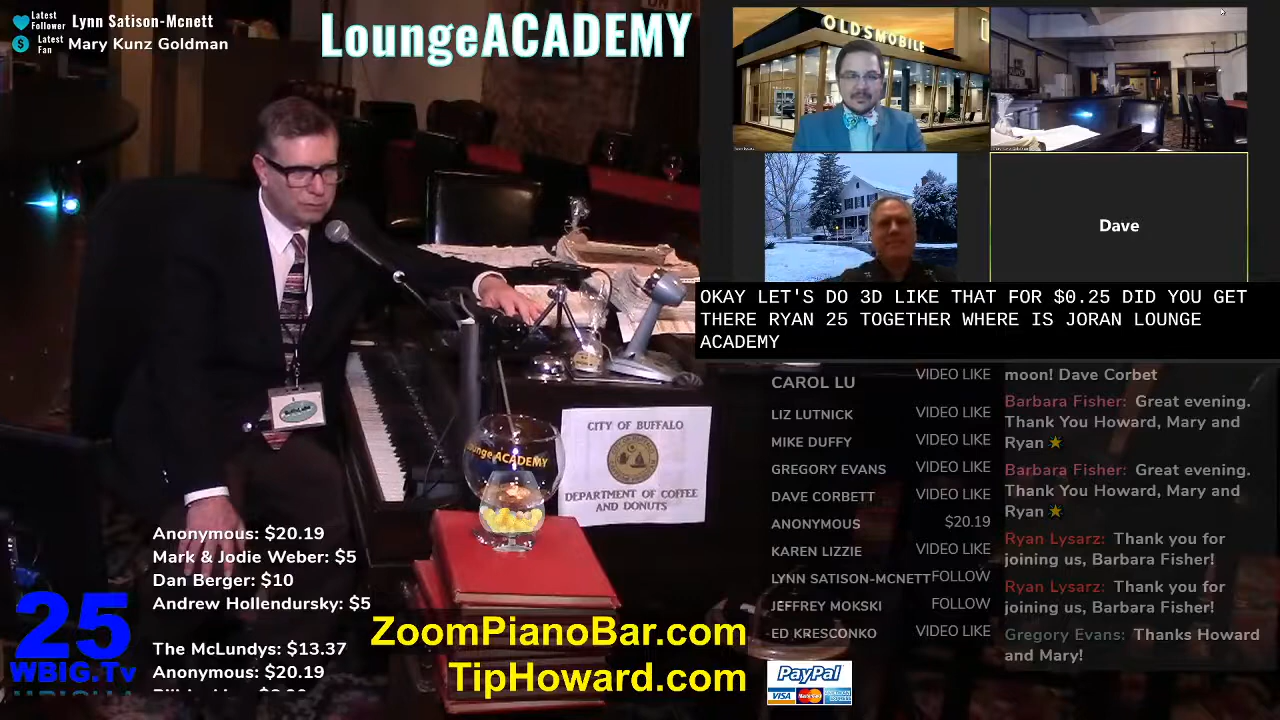 Latest
Follower
Lynn Satison-Mcnett
Latest
Fan
Mary Kunz Goldman
LoungeACADEMY
OLDSMOBILE
Dave
OKAY LET'S DO 3D LIKE THAT FOR $0.25 DID YOU GET
THERE RYAN 25 TOGETHER WHERE IS JORAN LOUNGE
ACADEMY
CAROL LU VIDEO LIKE
LIZ LUTNICK VIDEO LIKE
MIKE DUFFY VIDEO LIKE
GREGORY EVANS VIDEO LIKE
DAVE CORBETT VIDEO LIKE
ANONYMOUS $20.19
KAREN LIZZIE VIDEO LIKE
LYNN SATISON-MCNETT FOLLOW
JEFFREY MOKSKI FOLLOW
ED KRESCONKO VIDEO LIKE
moon! Dave Corbet
Barbara Fisher: Great evening.
Thank You Howard, Mary and
Ryan ★
Barbara Fisher: Great evening.
Thank You Howard, Mary and
Ryan ★
Ryan Lysarz: Thank you for
joining us, Barbara Fisher!
Ryan Lysarz: Thank you for
joining us, Barbara Fisher!
Gregory Evans: Thanks Howard
and Mary!
CITY OF BUFFALO
DEPARTMENT OF COFFEE
AND DONUTS
Lounge ACADEMY
Anonymous: $20.19
Mark & Jodie Weber: $5
Dan Berger: $10
Andrew Hollendursky: $5
The McLundys: $13.37
Anonymous: $20.19
25
WBIG.Tv
ZoomPianoBar.com
TipHoward.com
PayPal
VISA